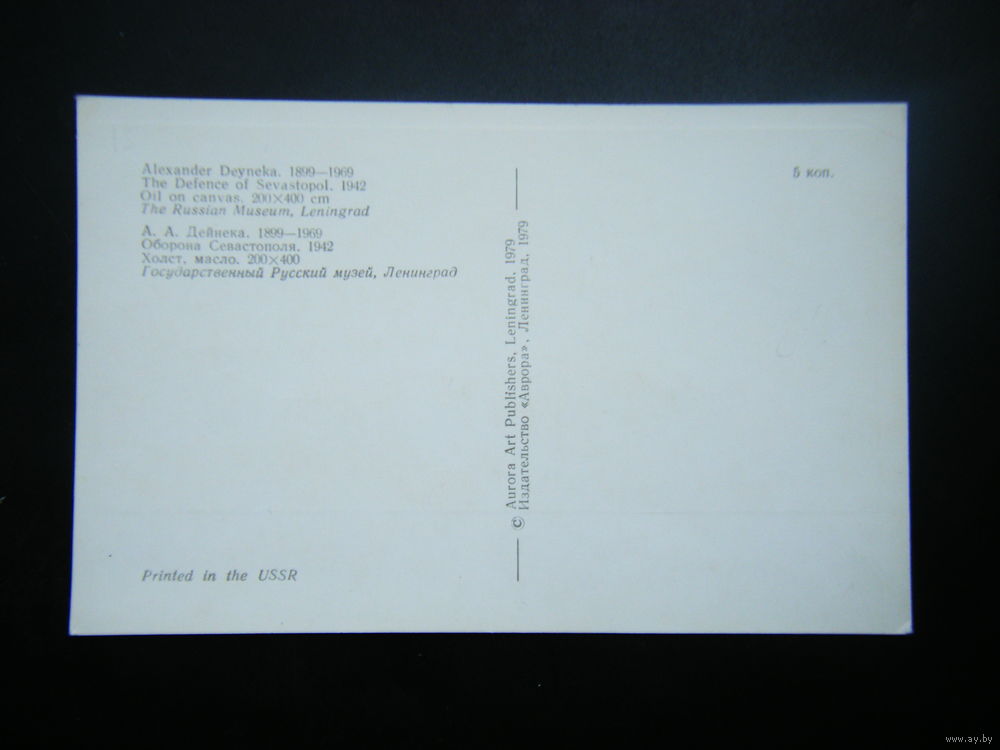 Alexander Deyneka. 1899—1969
The Defence of Sevastopol. 1942
Oil on canvas. 200×400 cm
The Russian Museum, Leningrad
А. А. Дейнека. 1899—1969
Оборона Севастополя. 1942
Холст, масло. 200×400
Государственный Русский музей, Ленинград
Printed in the USSR
© Aurora Art Publishers, Leningrad, 1979
Издательство «Аврора», Ленинград, 1979
5 коп.
www.ay.by